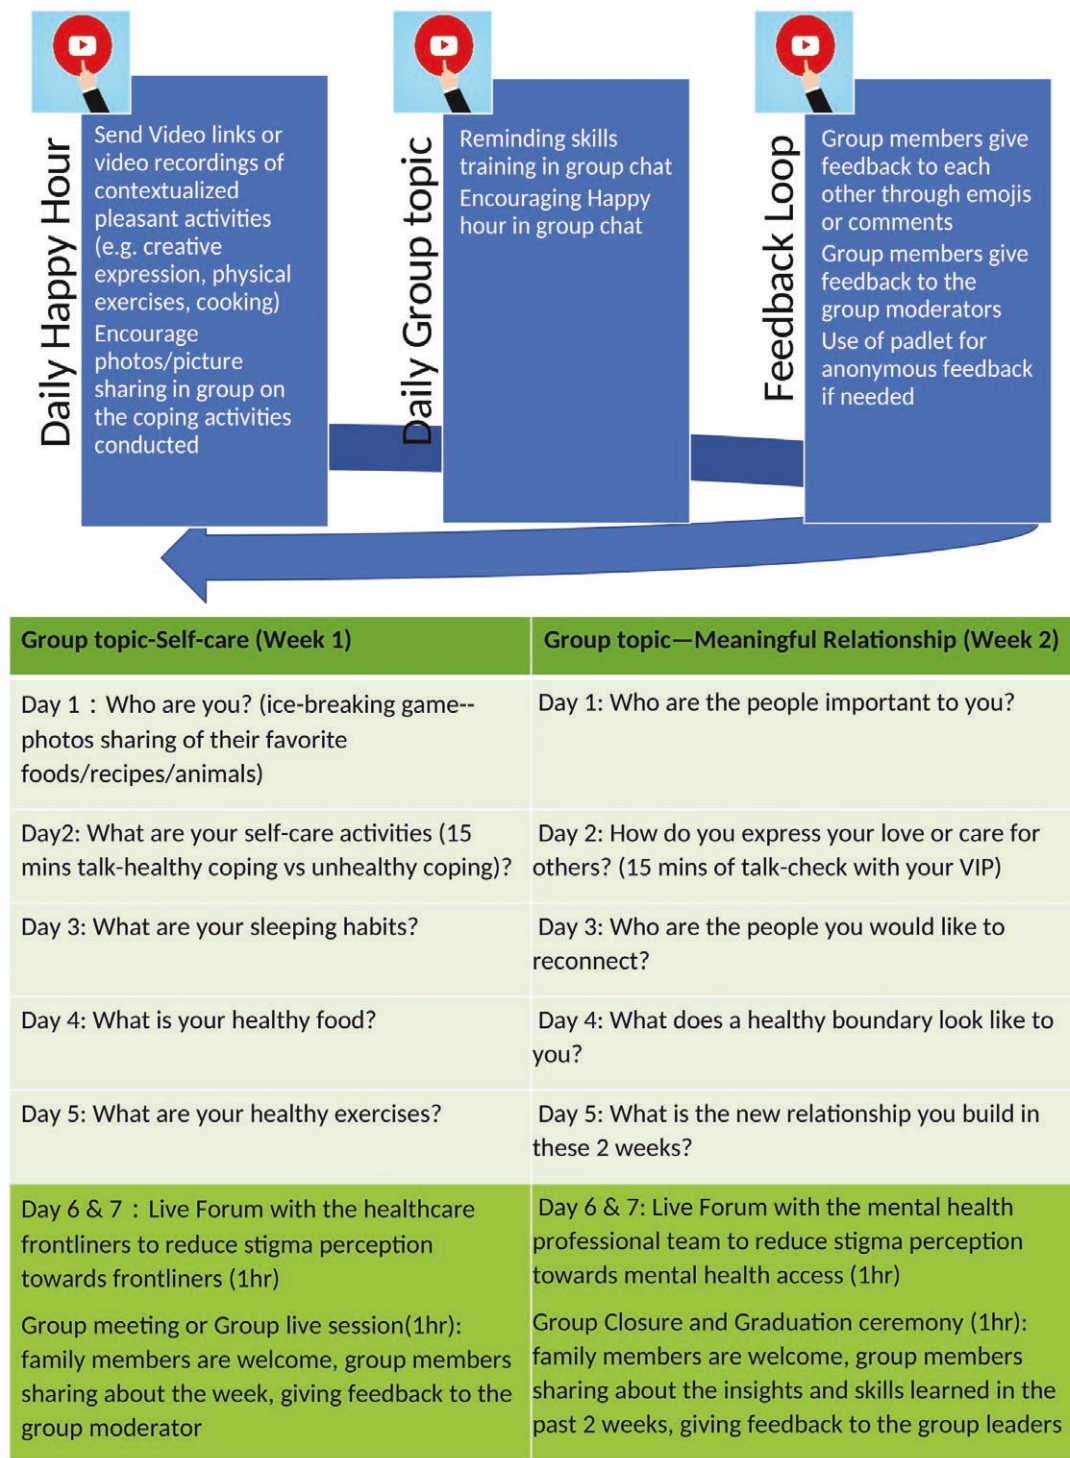 Daily Happy Hour
Send Video links or
video recordings of
contextualized
pleasant activities
(e.g. creative
expression, physical
exercises, cooking)
Encourage
photos/picture
sharing in group on
the coping activities
conducted
Daily Group topic
Reminding skills
training in group chat
Encouraging Happy
hour in group chat
Feedback Loop
Group members give
feedback to each
other through emojis
or comments
Group members give
feedback to the
group moderators
Use of padlet for
anonymous feedback
if needed
Group topic-Self-care (Week 1)
Group topic—Meaningful Relationship (Week 2)
Day 1：Who are you? (ice-breaking game--
photos sharing of their favorite
foods/recipes/animals)
Day 1: Who are the people important to you?
Day2: What are your self-care activities (15
mins talk-healthy coping vs unhealthy coping)?
Day 2: How do you express your love or care for
others? (15 mins of talk-check with your VIP)
Day 3: What are your sleeping habits?
Day 3: Who are the people you would like to
reconnect?
Day 4: What is your healthy food?
Day 4: What does a healthy boundary look like to
you?
Day 5: What are your healthy exercises?
Day 5: What is the new relationship you build in
these 2 weeks?
Day 6 & 7：Live Forum with the healthcare
frontliners to reduce stigma perception
towards frontliners (1hr)
Group meeting or Group live session(1hr):
family members are welcome, group members
sharing about the week, giving feedback to the
group moderator
Day 6 & 7: Live Forum with the mental health
professional team to reduce stigma perception
towards mental health access (1hr)
Group Closure and Graduation ceremony (1hr):
family members are welcome, group members
sharing about the insights and skills learned in the
past 2 weeks, giving feedback to the group leaders